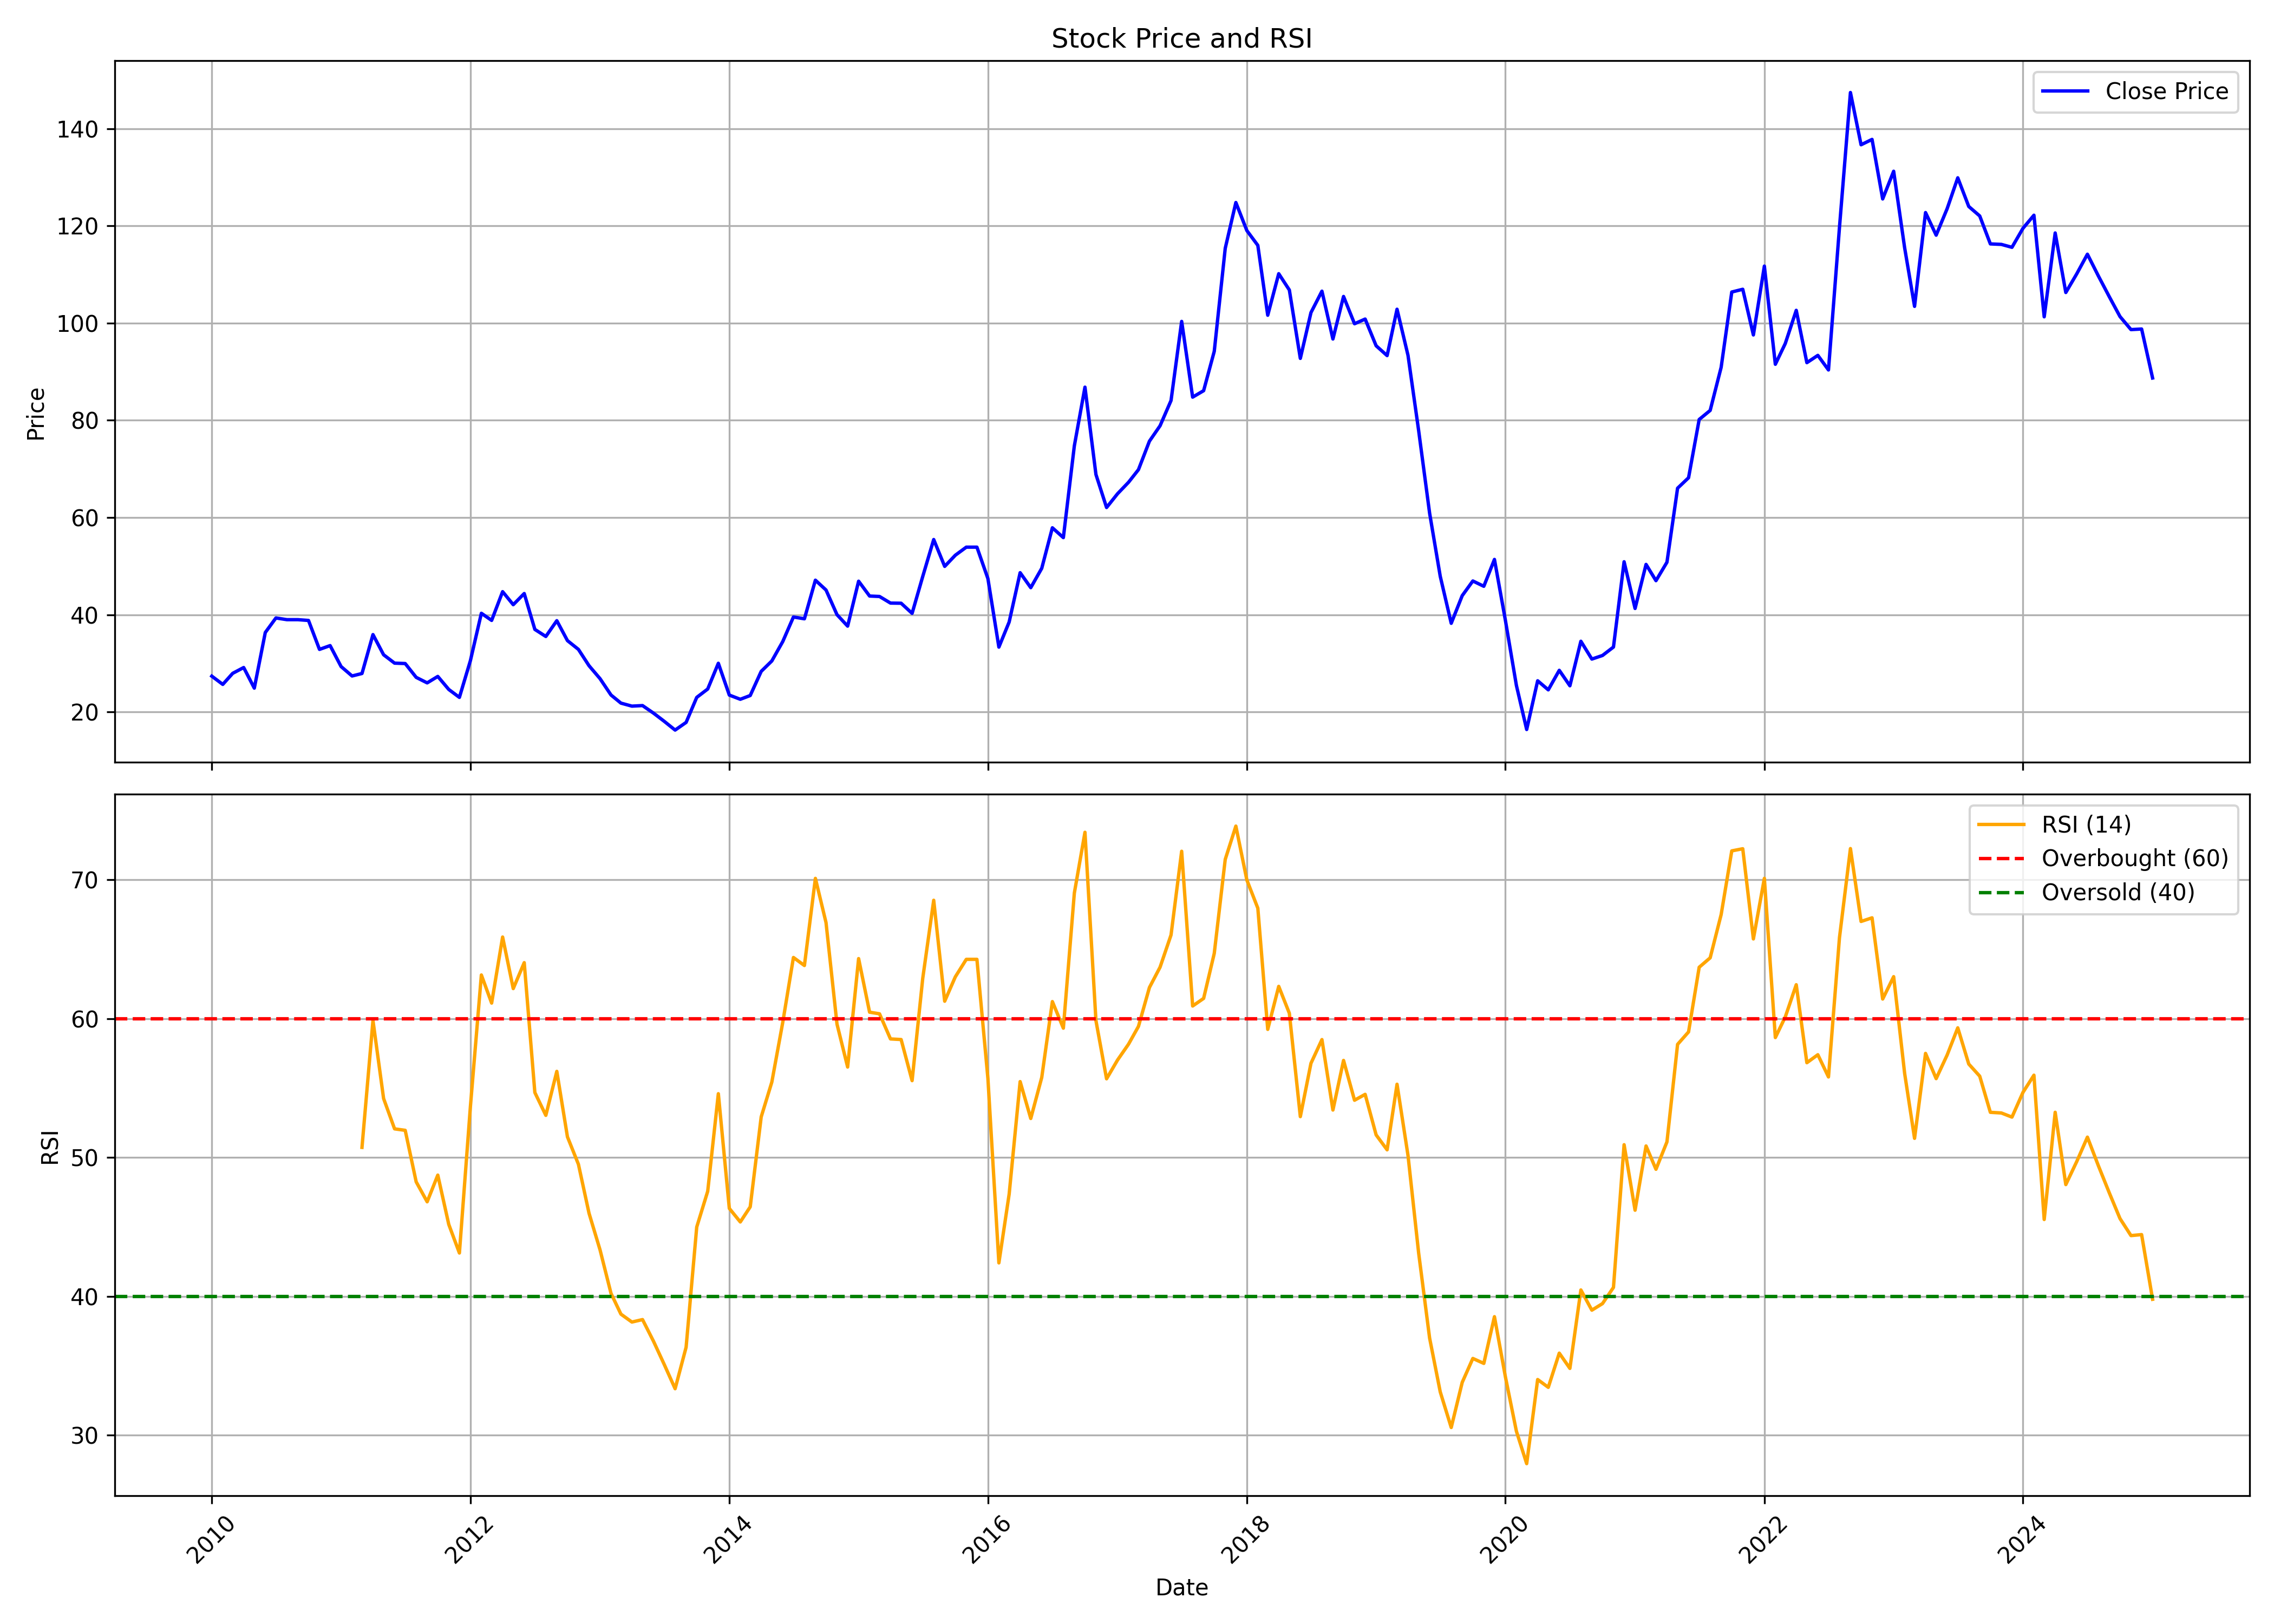 Stock Price and RSI
Close Price
140
120
100
80
60
40
20
Price
RSI (14)
Overbought (60)
Oversold (40)
70
60
50
40
30
RSI
2010
2012
2014
2016
2018
2020
2022
2024
Date